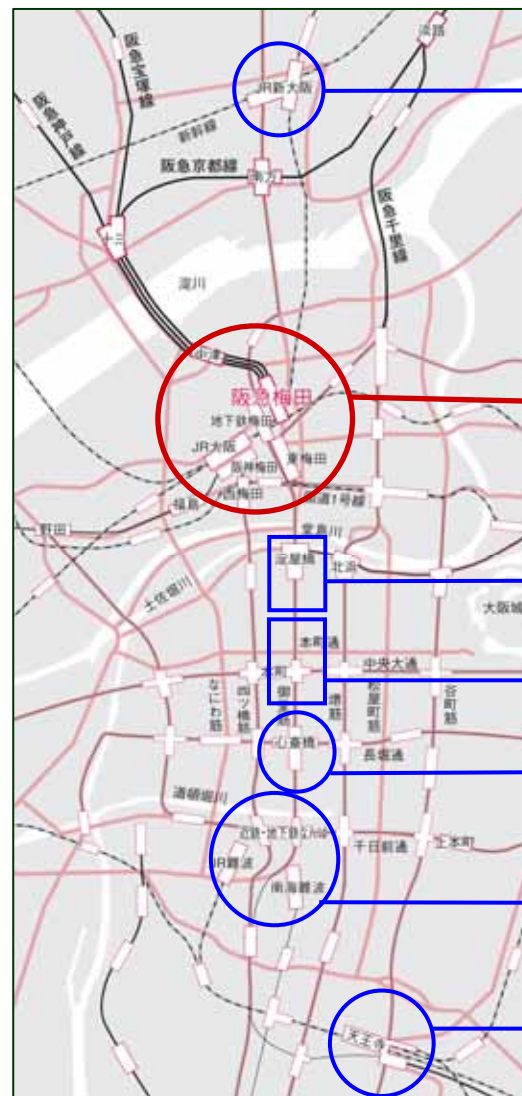 淡路
JR新大阪
阪急宝塚線
阪急神戸線
新幹線
阪急京都線
南方
阪急千里線
十三
淀川
中津
阪急梅田
地下鉄梅田
JR大阪
東梅田
阪神梅田
西梅田
国道1号線
福島
野田
堂島川
淀屋橋
北浜
土佐堀川
大阪城
本町通
本町
中央大通
なにわ筋
四ツ橋筋
御堂筋
堺筋
松屋町筋
谷町筋
心斎橋
長堀通
道頓堀川
近鉄・地下鉄なんば
千日前通
上本町
JR難波
南海難波
天王寺